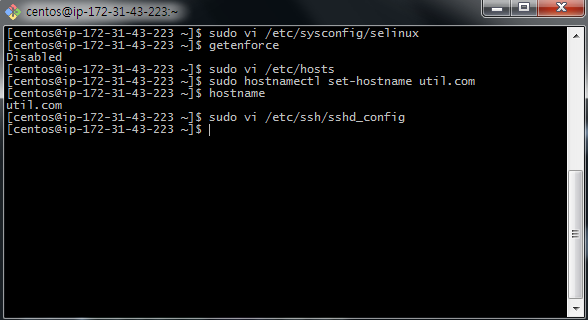 centos@ip-172-31-43-223:~
[centos@ip-172-31-43-223 ~]$ sudo vi /etc/sysconfig/selinux
[centos@ip-172-31-43-223 ~]$ getenforce
Disabled
[centos@ip-172-31-43-223 ~]$ sudo vi /etc/hosts
[centos@ip-172-31-43-223 ~]$ sudo hostnamectl set-hostname util.com
[centos@ip-172-31-43-223 ~]$ hostname
util.com
[centos@ip-172-31-43-223 ~]$ sudo vi /etc/ssh/sshd_config
[centos@ip-172-31-43-223 ~]$